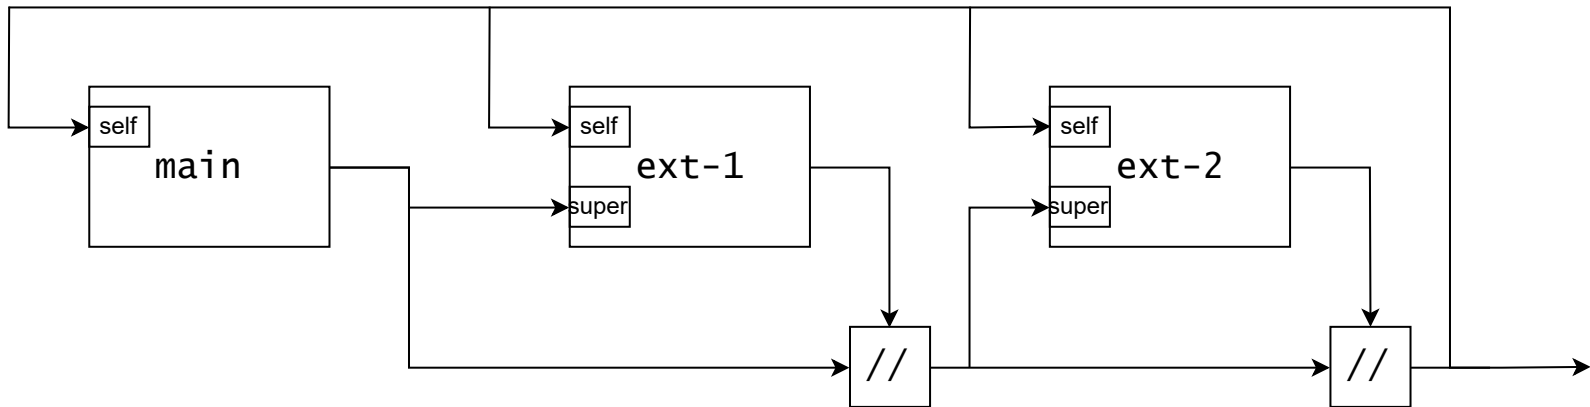 self
main
self
ext-1
super
self
ext-2
super
//
//